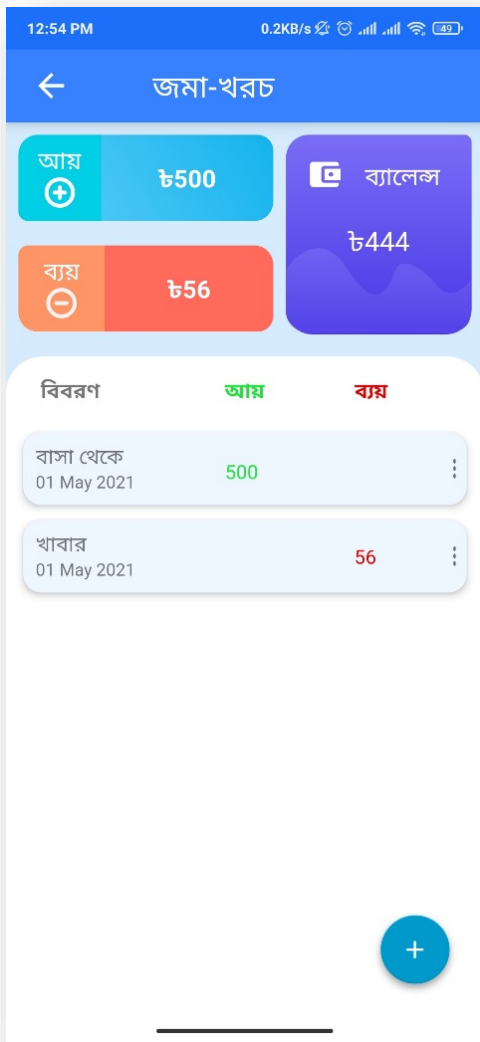 12:54 PM 0.2KB/s 49
জমা-খরচ
আয়
৳500
ব্যালেন্স
৳444
ব্যয়
৳56
বিবরণ আয় ব্যয়
বাসা থেকে
01 May 2021
500
খাবার
01 May 2021
56